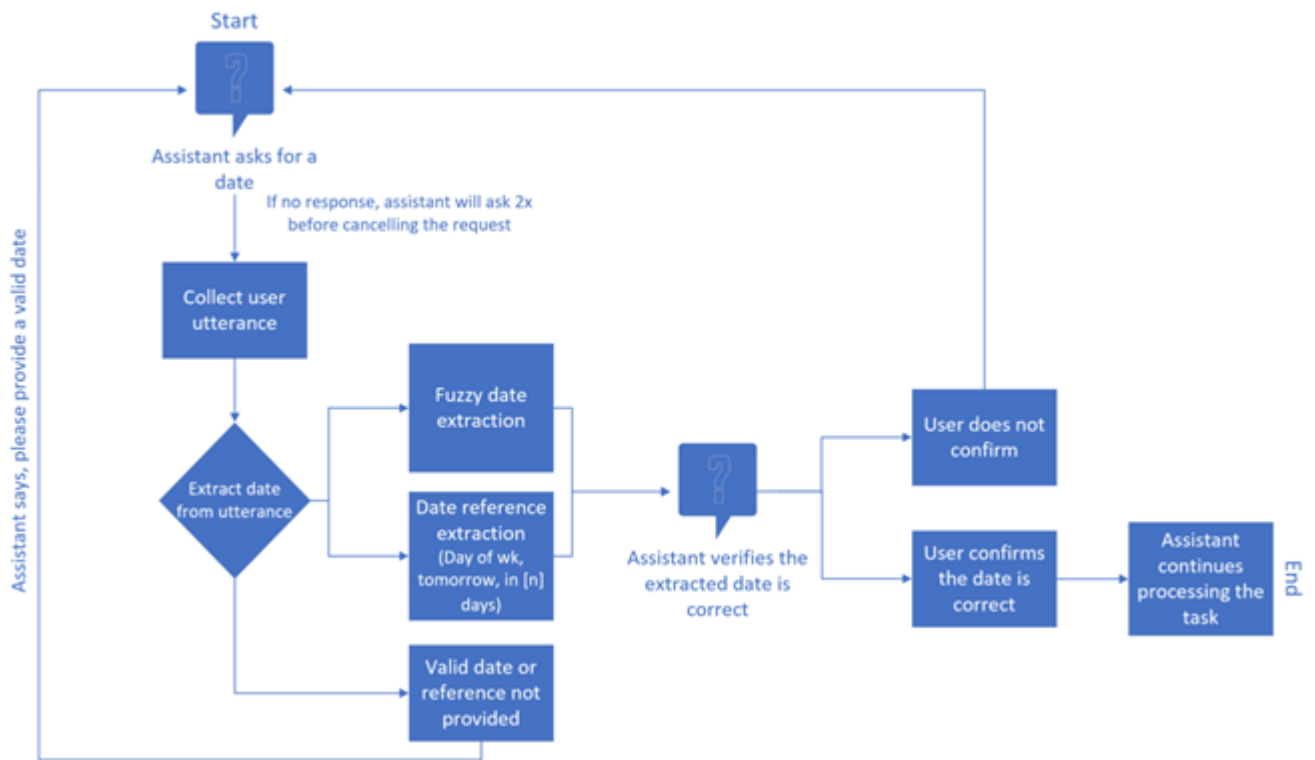 Start
?
Assistant asks for a
date
If no response, assistant will ask 2x
before cancelling the request
Assistant says, please provide a valid date
Collect user
utterance
Extract date
from utterance
Fuzzy date
extraction
Date reference
extraction
(Day of wk,
tomorrow, in [n]
days)
Valid date or
reference not
provided
?
Assistant verifies the
extracted date is
correct
User does not
confirm
User confirms
the date is
correct
Assistant
continues
processing the
task
End